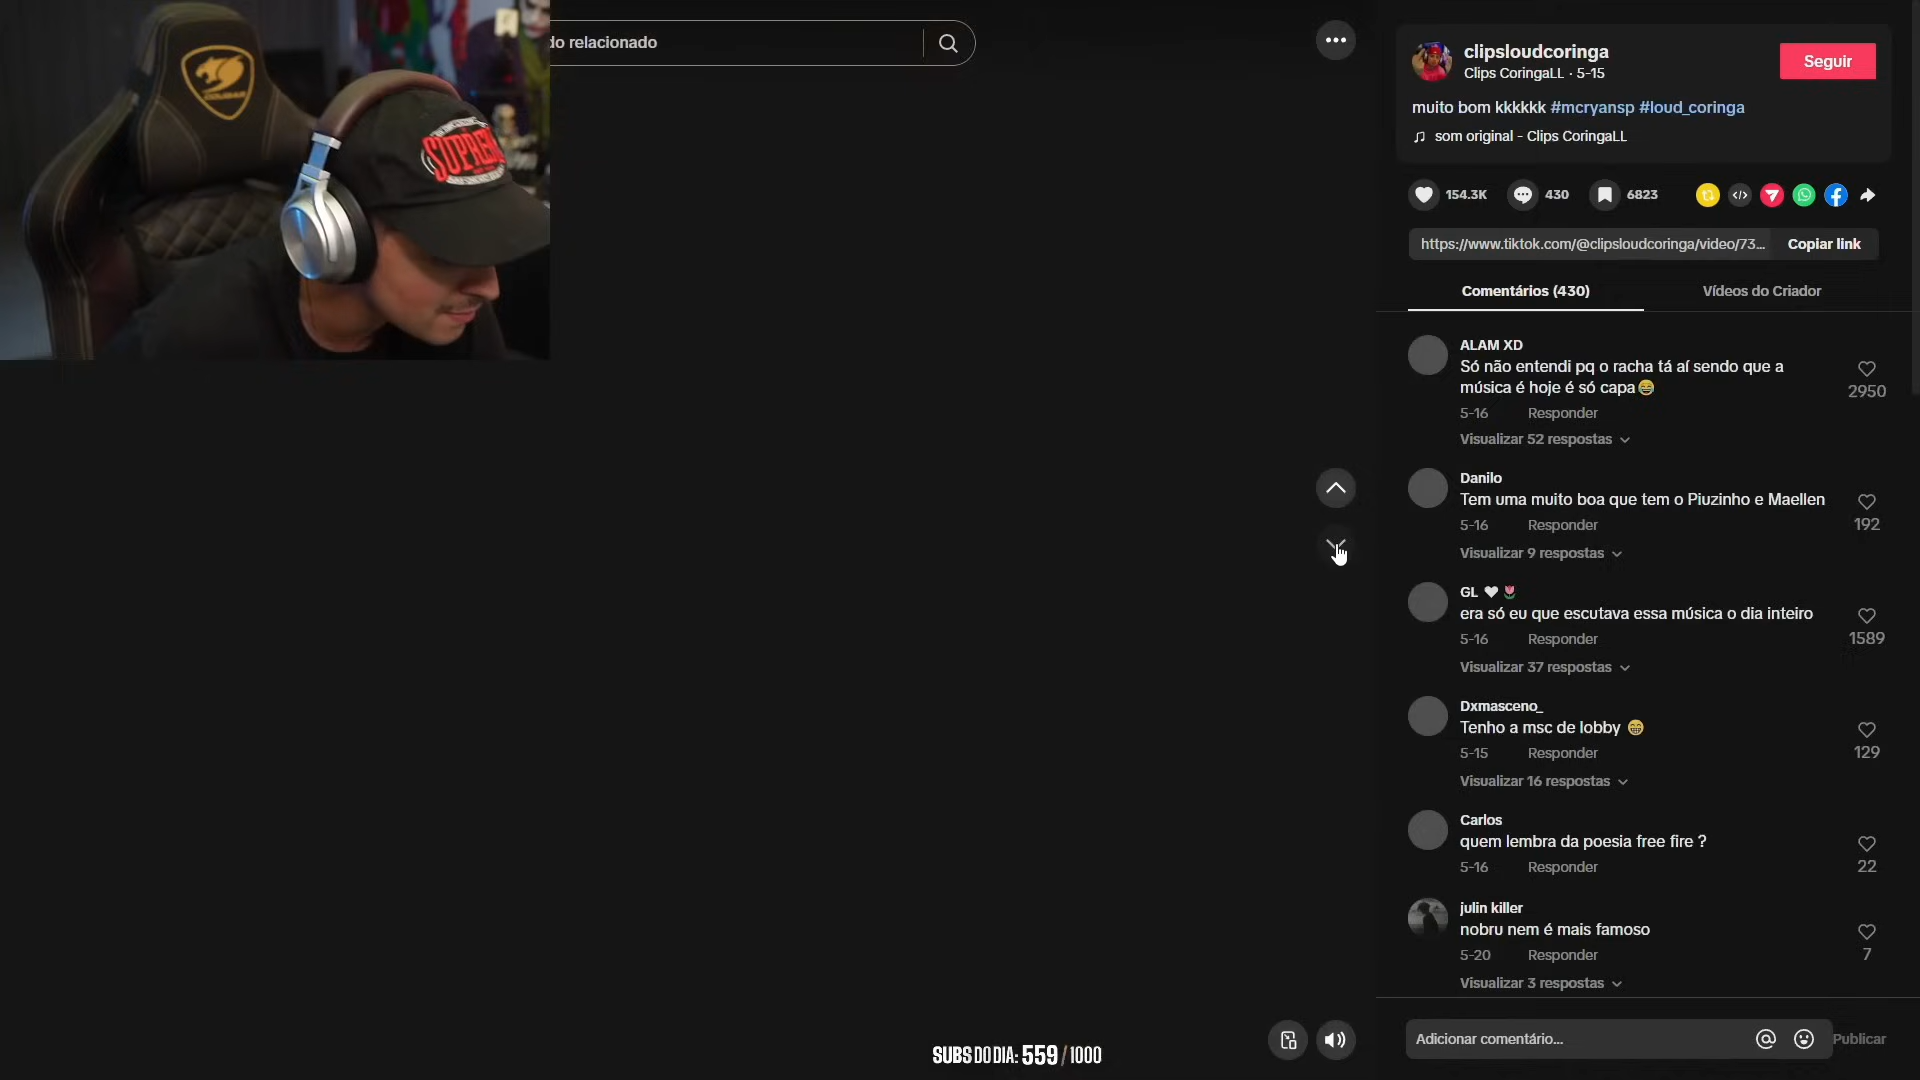 COUGAR
SUPREME
do relacionado
clipsloudcoringa
Clips CoringaLL · 5-15
Seguir
muito bom kkkkkk #mcryansp #loud_coringa
som original - Clips CoringaLL
154.3K
430
6823
https://www.tiktok.com/@clipsloudcoringa/video/73...
Copiar link
Comentários (430)
Vídeos do Criador
ALAM XD
Só não entendi pq o racha tá aí sendo que a
música é hoje é só capa😂
2950
5-16 Responder
Visualizar 52 respostas
Danilo
Tem uma muito boa que tem o Piuzinho e Maellen
192
5-16 Responder
Visualizar 9 respostas
GL 🤍🌷
era só eu que escutava essa música o dia inteiro
1589
5-16 Responder
Visualizar 37 respostas
Dxmasceno_
Tenho a msc de lobby 😁
129
5-15 Responder
Visualizar 16 respostas
Carlos
quem lembra da poesia free fire ?
22
5-16 Responder
julin killer
nobru nem é mais famoso
7
5-20 Responder
Visualizar 3 respostas
Adicionar comentário...
Publicar
SUBS DO DIA: 559 / 1000